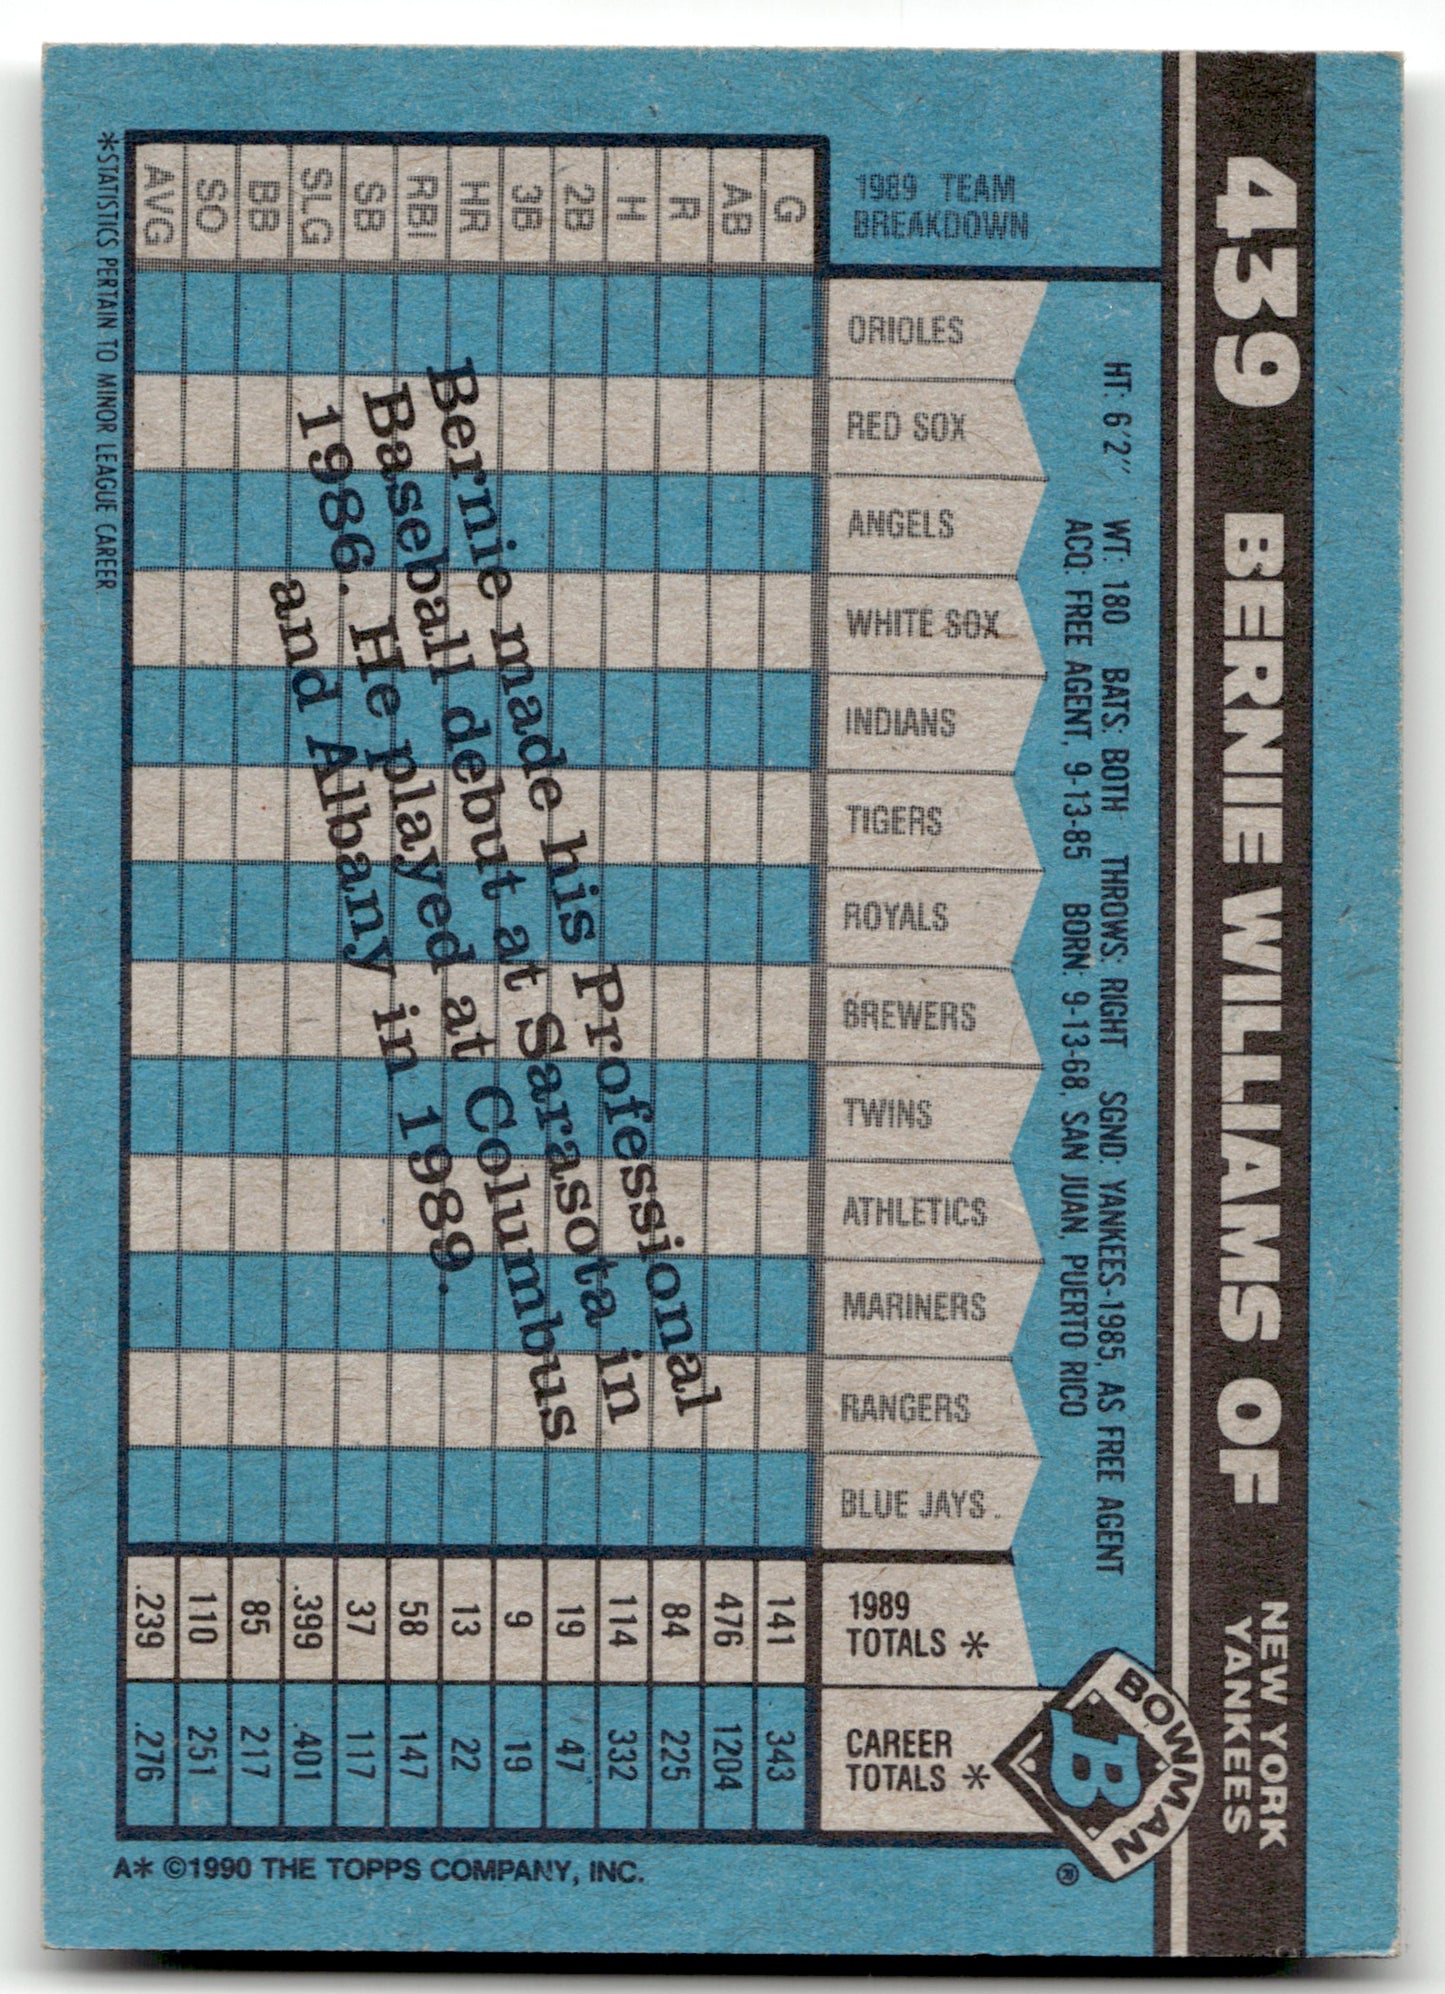 439 BERNIE WILLIAMS OF
NEW YORK
YANKEES
BOWMAN
B
®
HT: 6'2" WT: 180 BATS: BOTH THROWS: RIGHT SGND: YANKEES-1985, AS FREE AGENT
ACQ: FREE AGENT, 9-13-85 BORN: 9-13-68, SAN JUAN, PUERTO RICO
1989 TEAM
BREAKDOWN
G AB R H 2B 3B HR RBI SB SLG BB SO AVG
ORIOLES
RED SOX
ANGELS
WHITE SOX
INDIANS
TIGERS
ROYALS
BREWERS
TWINS
ATHLETICS
MARINERS
RANGERS
BLUE JAYS
1989
TOTALS *
141 476 84 114 19 9 13 58 37 .399 85 110 .239
CAREER
TOTALS *
343 1204 225 332 47 19 22 147 117 .401 217 251 .276
Bernie made his Professional
Baseball debut at Sarasota in
1986. He played at Columbus
and Albany in 1989.
*STATISTICS PERTAIN TO MINOR LEAGUE CAREER
A* ©1990 THE TOPPS COMPANY, INC.